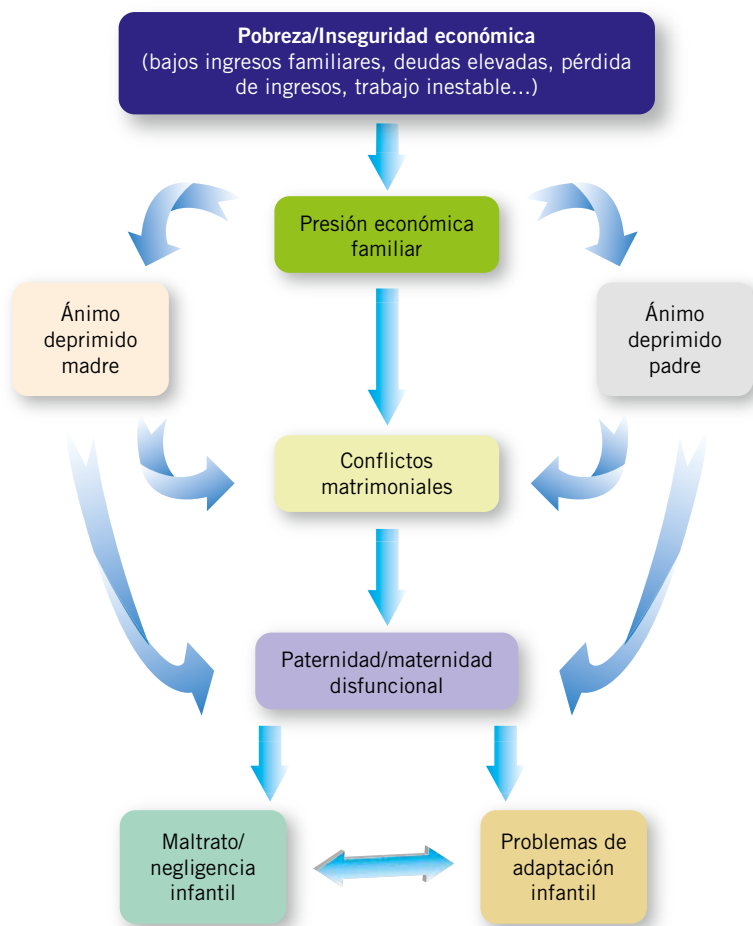 Pobreza/Inseguridad económica
(bajos ingresos familiares, deudas elevadas, pérdida
de ingresos, trabajo inestable…)
Presión económica
familiar
Ánimo
deprimido
madre
Ánimo
deprimido
padre
Conflictos
matrimoniales
Paternidad/maternidad
disfuncional
Maltrato/
negligencia
infantil
Problemas de
adaptación
infantil